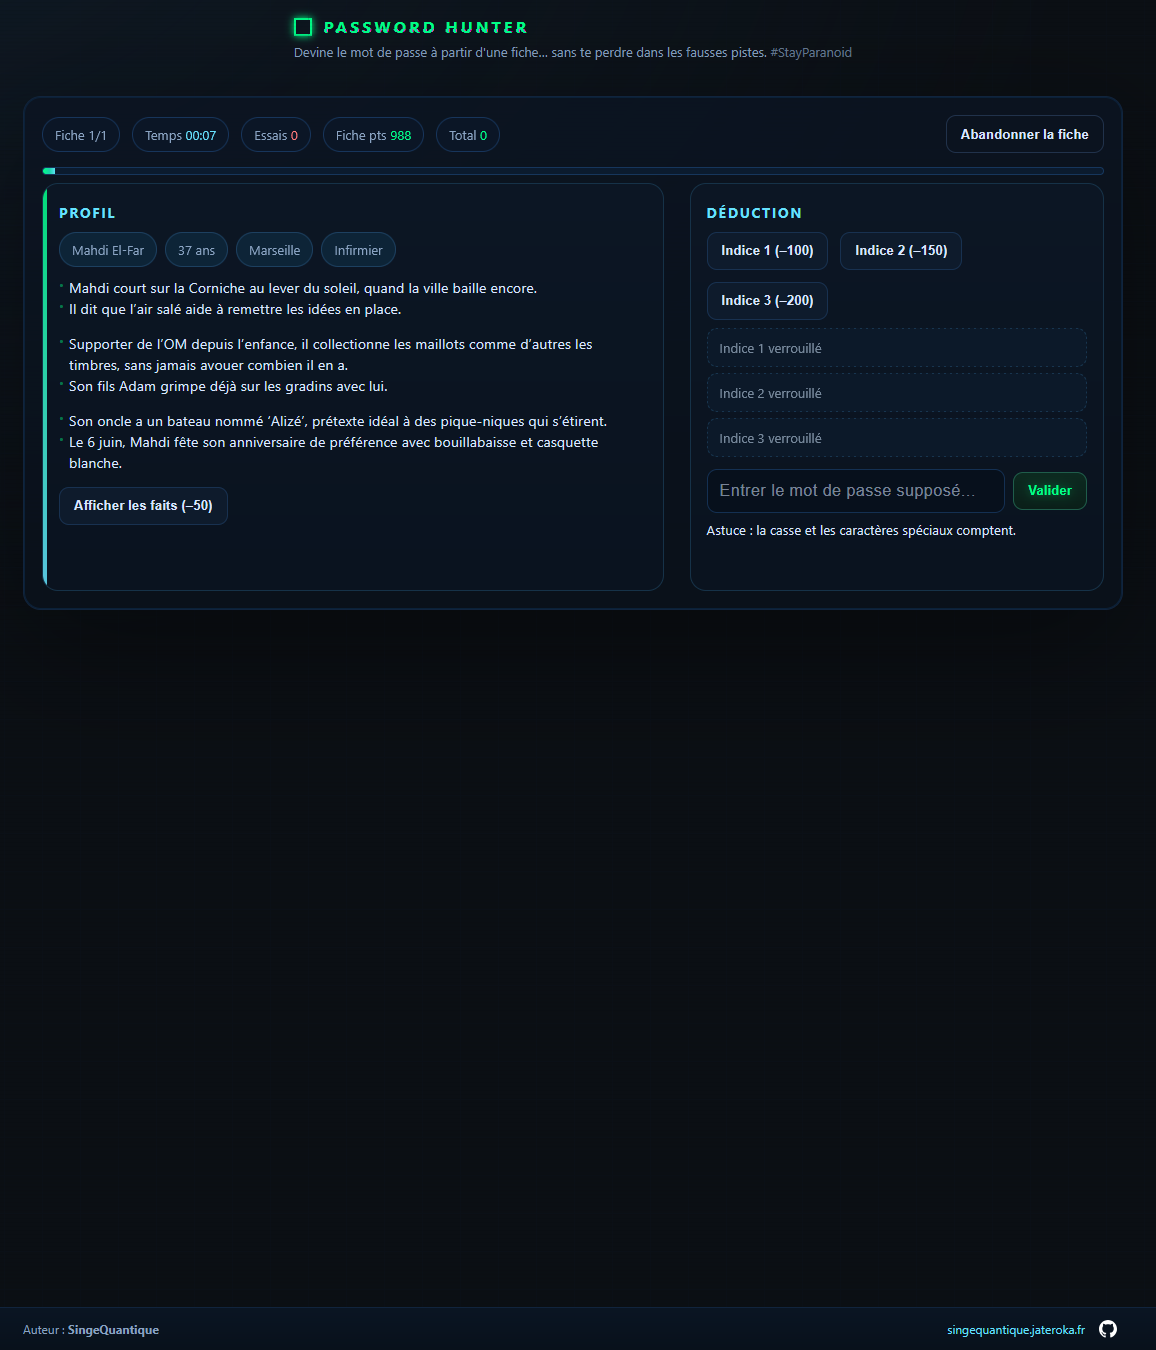 PASSWORD HUNTER
Devine le mot de passe à partir d'une fiche… sans te perdre dans les fausses pistes. #StayParanoid
Fiche 1/1
Temps 00:07
Essais 0
Fiche pts 988
Total 0
Abandonner la fiche
PROFIL
Mahdi El-Far
37 ans
Marseille
Infirmier
Mahdi court sur la Corniche au lever du soleil, quand la ville baille encore.
Il dit que l’air salé aide à remettre les idées en place.
Supporter de l’OM depuis l’enfance, il collectionne les maillots comme d’autres les
timbres, sans jamais avouer combien il en a.
Son fils Adam grimpe déjà sur les gradins avec lui.
Son oncle a un bateau nommé ‘Alizé’, prétexte idéal à des pique-niques qui s’étirent.
Le 6 juin, Mahdi fête son anniversaire de préférence avec bouillabaisse et casquette
blanche.
Afficher les faits (–50)
DÉDUCTION
Indice 1 (–100)
Indice 2 (–150)
Indice 3 (–200)
Indice 1 verrouillé
Indice 2 verrouillé
Indice 3 verrouillé
Entrer le mot de passe supposé…
Valider
Astuce : la casse et les caractères spéciaux comptent.
Auteur : SingeQuantique
singequantique.jateroka.fr